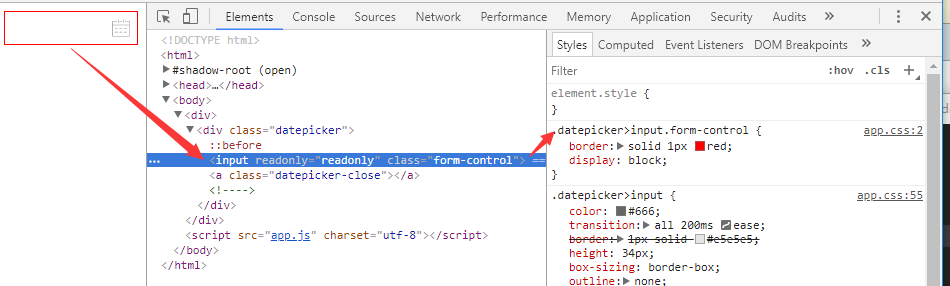 Elements Console Sources Network Performance Memory Application Security Audits »
<!DOCTYPE html>
<html>
▶#shadow-root (open)
▶<head>…</head>
▼<body>
▼<div>
▼<div class="datepicker">
::before
<input readonly="readonly" class="form-control"> ==
<a class="datepicker-close"></a>
<!---->
</div>
</div>
<script src="app.js" charset="utf-8"></script>
</body>
</html>
Styles Computed Event Listeners DOM Breakpoints »
Filter :hov .cls +
element.style {
}
.datepicker>input.form-control { app.css:2
border:▶ solid 1px red;
display: block;
}
.datepicker>input { app.css:55
color: #666;
transition:▶ all 200ms ease;
border:▶ 1px solid #e5e5e5;
height: 34px;
box-sizing: border-box;
outline:▶ none;